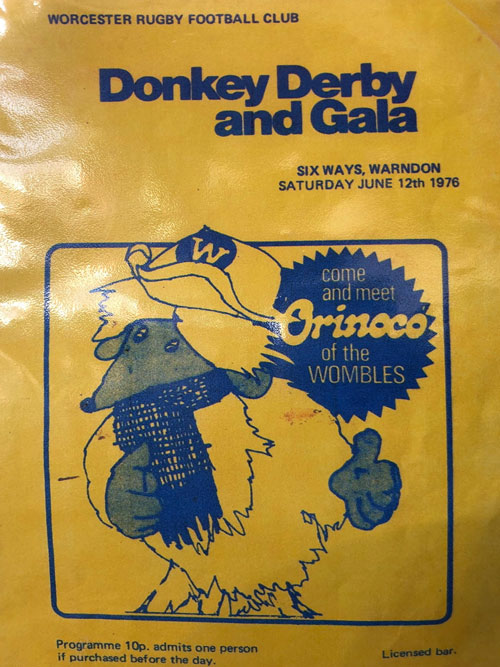 WORCESTER RUGBY FOOTBALL CLUB
Donkey Derby
and Gala
SIX WAYS, WARNDON
SATURDAY JUNE 12th 1976
W
come
and meet
Orinoco
of the
WOMBLES
Programme 10p. admits one person
if purchased before the day.
Licensed bar.